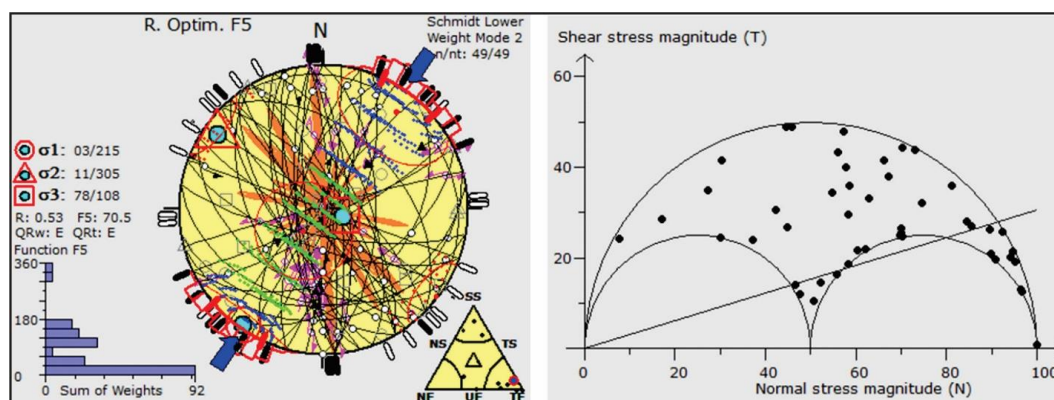 R. Optim. F5
N
Schmidt Lower
Weight Mode 2
n/nt: 49/49
σ1: 03/215
σ2: 11/305
σ3: 78/108
R: 0.53 F5: 70.5
QRw: E QRt: E
Function F5
360
180
0
0 Sum of Weights 92
SS
NS TS
NF UF TF
Shear stress magnitude (T)
60
40
20
0 20 40 60 80 100
Normal stress magnitude (N)